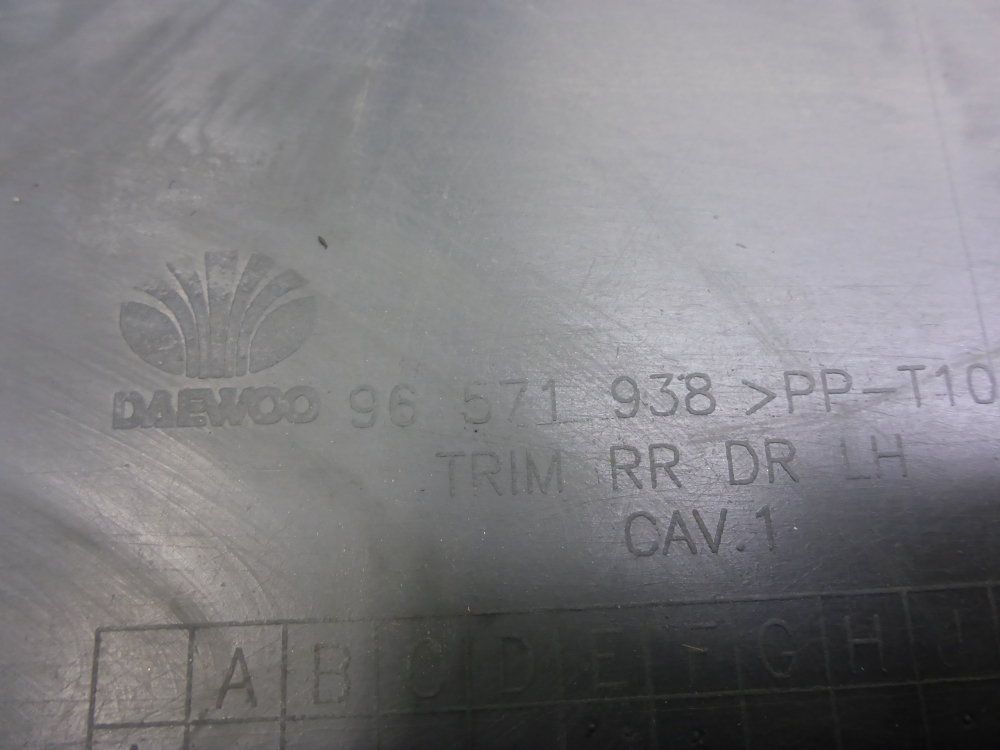 DAEWOO 96 571 938 >PP-T10
TRIM RR DR LH
CAV.1
A B C D E F G H